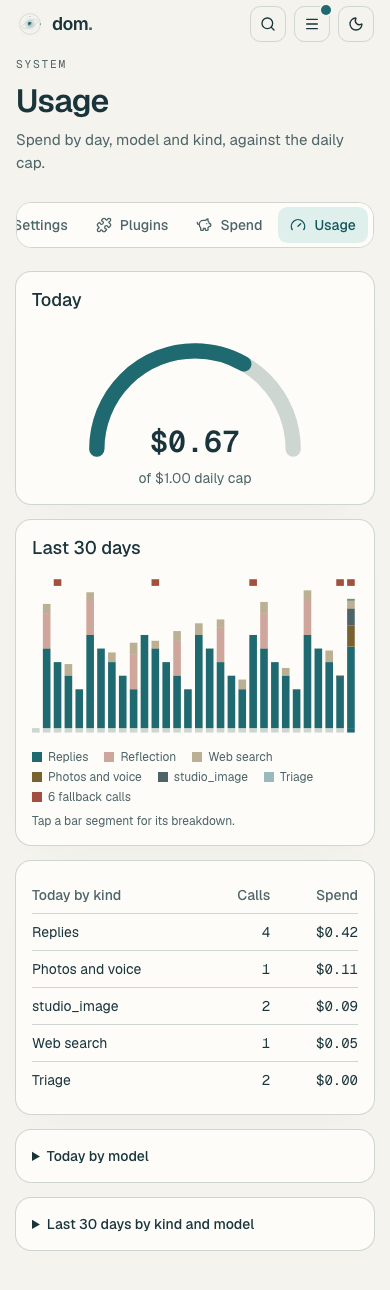 dom.
SYSTEM
Usage
Spend by day, model and kind, against the daily
cap.
Settings Plugins Spend Usage
Today
$0.67
of $1.00 daily cap
Last 30 days
Replies Reflection Web search
Photos and voice studio_image Triage
6 fallback calls
Tap a bar segment for its breakdown.
Today by kind Calls Spend
Replies 4 $0.42
Photos and voice 1 $0.11
studio_image 2 $0.09
Web search 1 $0.05
Triage 2 $0.00
Today by model
Last 30 days by kind and model